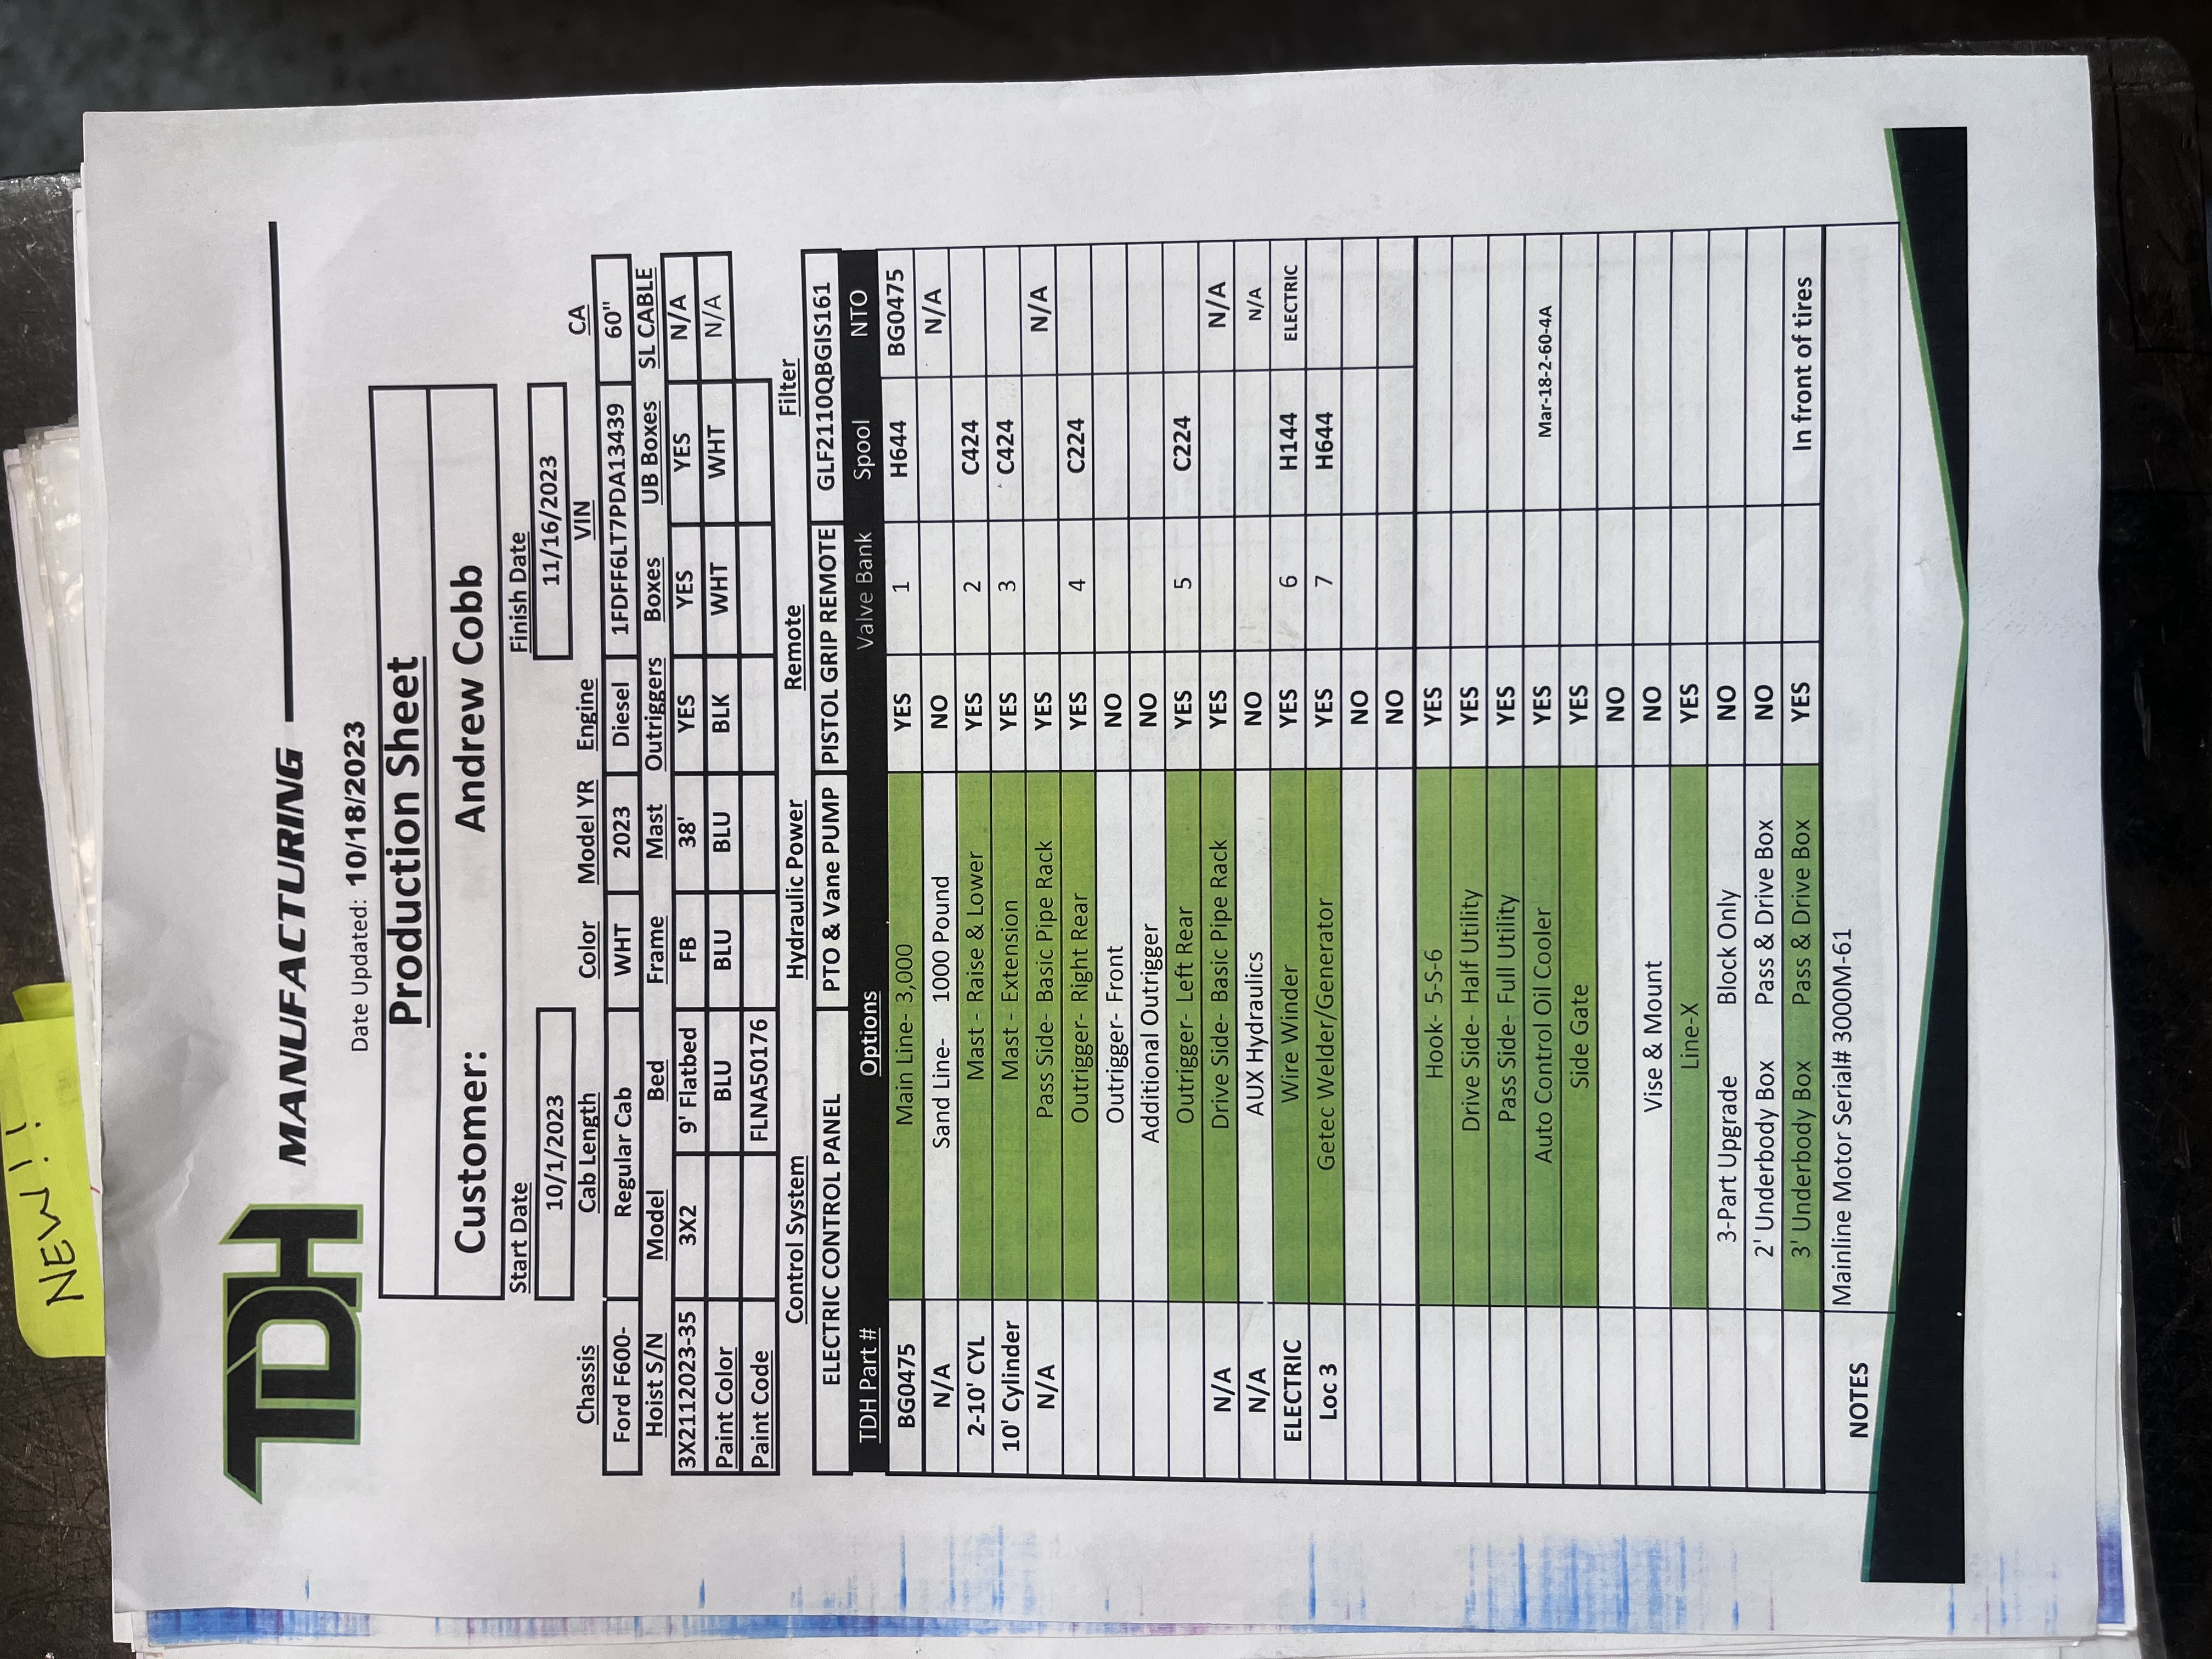 NEW!!
TDH MANUFACTURING
Date Updated: 10/18/2023
Production Sheet
Customer: Andrew Cobb
Start Date Finish Date
10/1/2023 11/16/2023
Chassis Cab Length Color Model YR Engine VIN CA
Ford F600- Regular Cab WHT 2023 Diesel 1FDFF6LT7PDA13439 60"
Hoist S/N Model Bed Frame Mast Outriggers Boxes UB Boxes SL CABLE
3X2112023-35 3X2 9' Flatbed FB 38' YES YES YES N/A
Paint Color BLU BLU BLU BLK WHT WHT N/A
Paint Code FLNA50176
Control System Hydraulic Power Remote Filter
ELECTRIC CONTROL PANEL PTO & Vane PUMP PISTOL GRIP REMOTE GLF2110QBGIS161
TDH Part # Options Valve Bank Spool NTO
BG0475 Main Line- 3,000 YES 1 H644 BG0475
N/A Sand Line- 1000 Pound NO N/A
2-10' CYL Mast - Raise & Lower YES 2 C424
10' Cylinder Mast - Extension YES 3 C424
N/A Pass Side- Basic Pipe Rack YES N/A
Outrigger- Right Rear YES 4 C224
Outrigger- Front NO
Additional Outrigger NO
Outrigger- Left Rear YES 5 C224
N/A Drive Side- Basic Pipe Rack YES N/A
N/A AUX Hydraulics NO N/A
ELECTRIC Wire Winder YES 6 H144 ELECTRIC
Loc 3 Getec Welder/Generator YES 7 H644
NO
NO
Hook- 5-S-6 YES
Drive Side- Half Utility YES
Pass Side- Full Utility YES
Auto Control Oil Cooler YES Mar-18-2-60-4A
Side Gate YES
NO
Vise & Mount NO
Line-X YES
3-Part Upgrade Block Only NO
2' Underbody Box Pass & Drive Box NO
3' Underbody Box Pass & Drive Box YES In front of tires
NOTES Mainline Motor Serial# 3000M-61